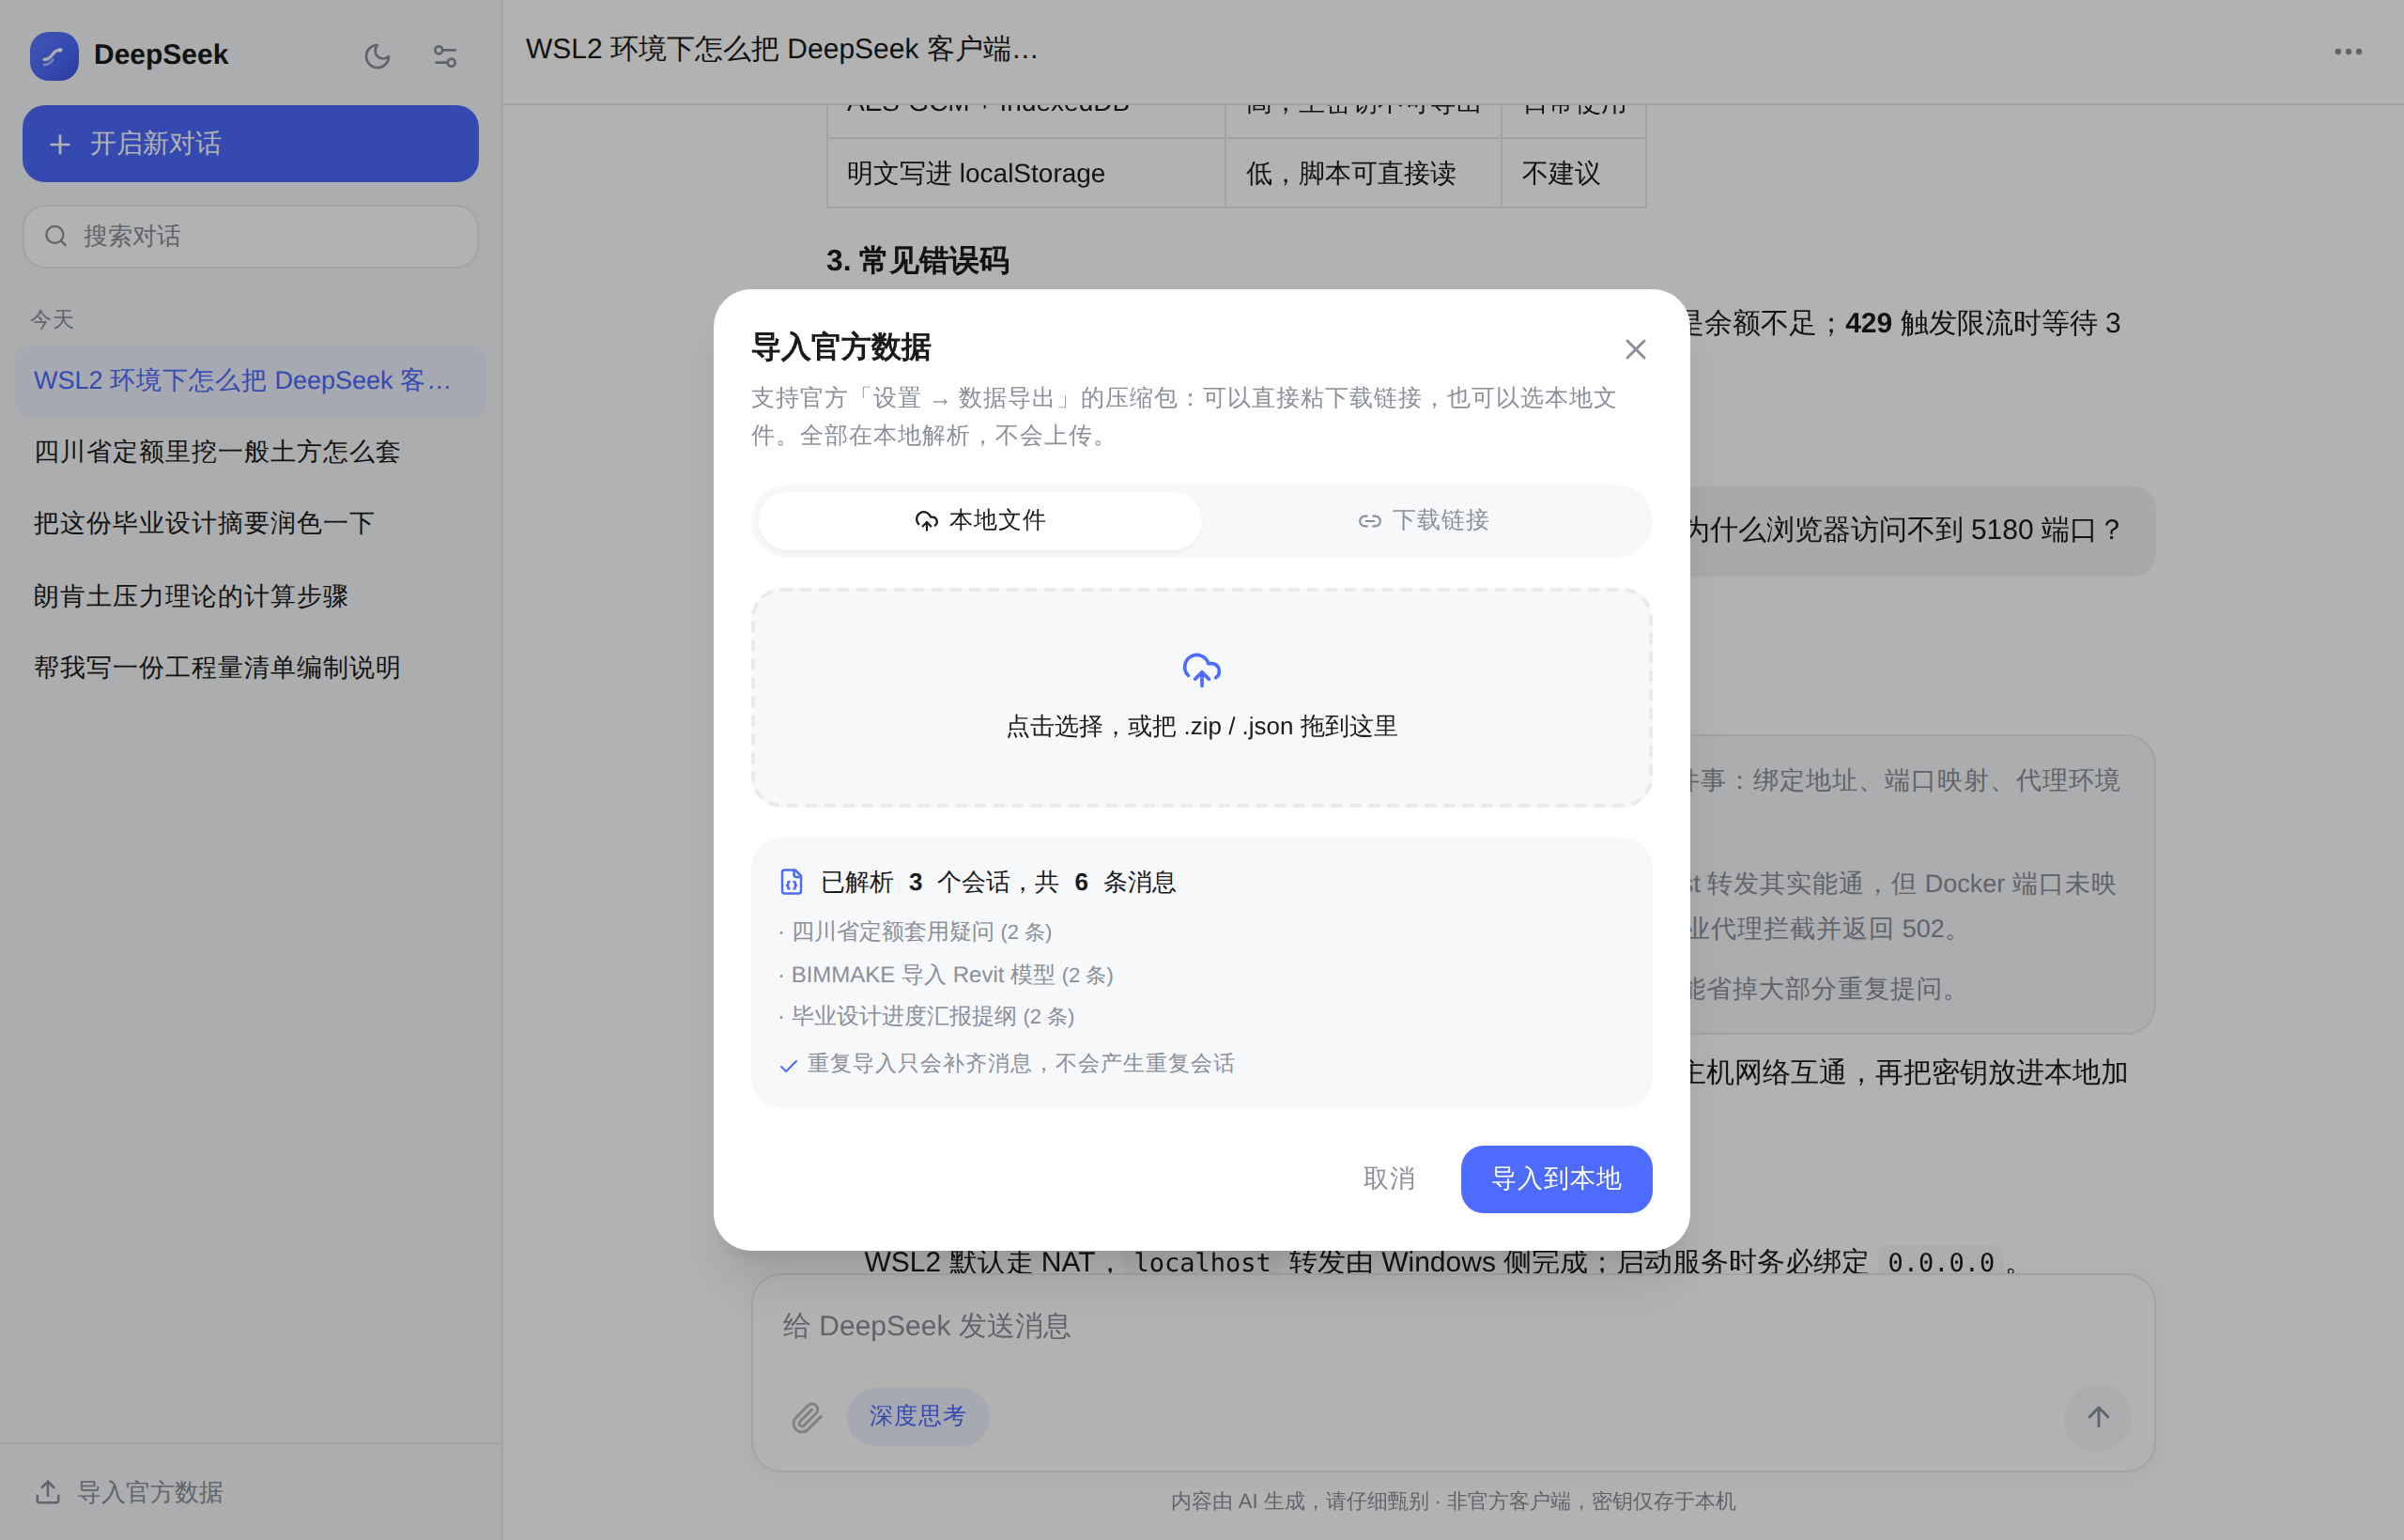 DeepSeek
开启新对话
搜索对话
今天
WSL2 环境下怎么把 DeepSeek 客…
四川省定额里挖一般土方怎么套
把这份毕业设计摘要润色一下
朗肯土压力理论的计算步骤
帮我写一份工程量清单编制说明
导入官方数据
WSL2 环境下怎么把 DeepSeek 客户端…
AES-GCM + IndexedDB 高，主密钥不可导出 日常使用
明文写进 localStorage 低，脚本可直接读 不建议
3. 常见错误码
是余额不足；429 触发限流时等待 3
为什么浏览器访问不到 5180 端口？
件事：绑定地址、端口映射、代理环境
st 转发其实能通，但 Docker 端口未映
业代理拦截并返回 502。
能省掉大部分重复提问。
主机网络互通，再把密钥放进本地加
WSL2 默认走 NAT，localhost 转发由 Windows 侧完成；启动服务时务必绑定 0.0.0.0。
导入官方数据
支持官方「设置 → 数据导出」的压缩包：可以直接粘下载链接，也可以选本地文
件。全部在本地解析，不会上传。
本地文件
下载链接
点击选择，或把 .zip / .json 拖到这里
已解析 3 个会话，共 6 条消息
· 四川省定额套用疑问 (2 条)
· BIMMAKE 导入 Revit 模型 (2 条)
· 毕业设计进度汇报提纲 (2 条)
重复导入只会补齐消息，不会产生重复会话
取消
导入到本地
给 DeepSeek 发送消息
深度思考
内容由 AI 生成，请仔细甄别 · 非官方客户端，密钥仅存于本机